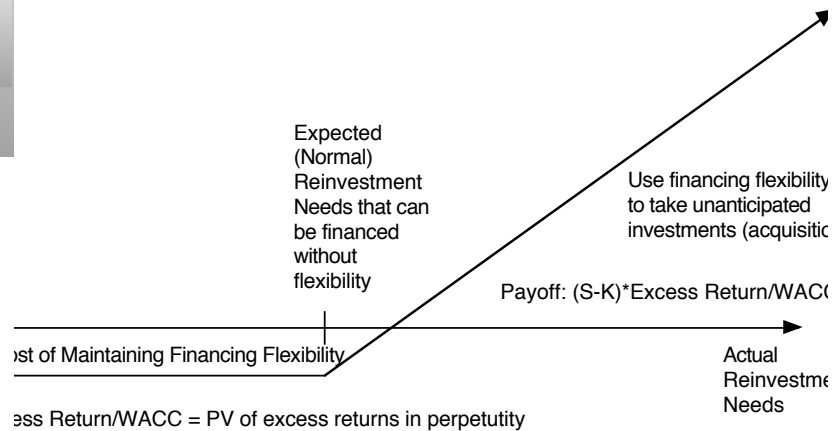 Expected
(Normal)
Reinvestment
Needs that can
be financed
without
flexibility
Use financing flexibility
to take unanticipated
investments (acquisitio
Payoff: (S-K)*Excess Return/WACC
ost of Maintaining Financing Flexibility
Actual
Reinvestme
Needs
ess Return/WACC = PV of excess returns in perpetutity